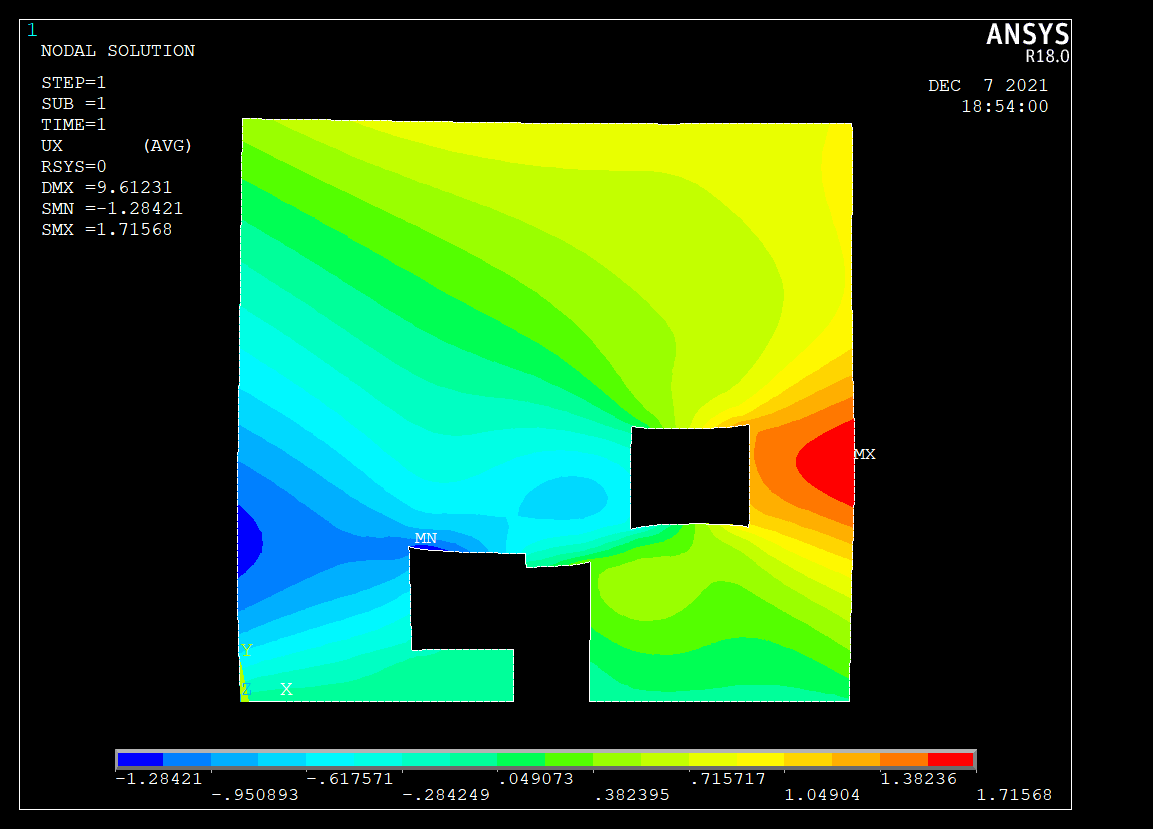 1
ANSYS
R18.0
NODAL SOLUTION
DEC  7 2021
18:54:00
STEP=1
SUB =1
TIME=1
UX       (AVG)
RSYS=0
DMX =9.61231
SMN =-1.28421
SMX =1.71568
MX
MN
Y
Z X
-1.28421 -.617571 .049073 .715717 1.38236
-.950893 -.284249 .382395 1.04904 1.71568